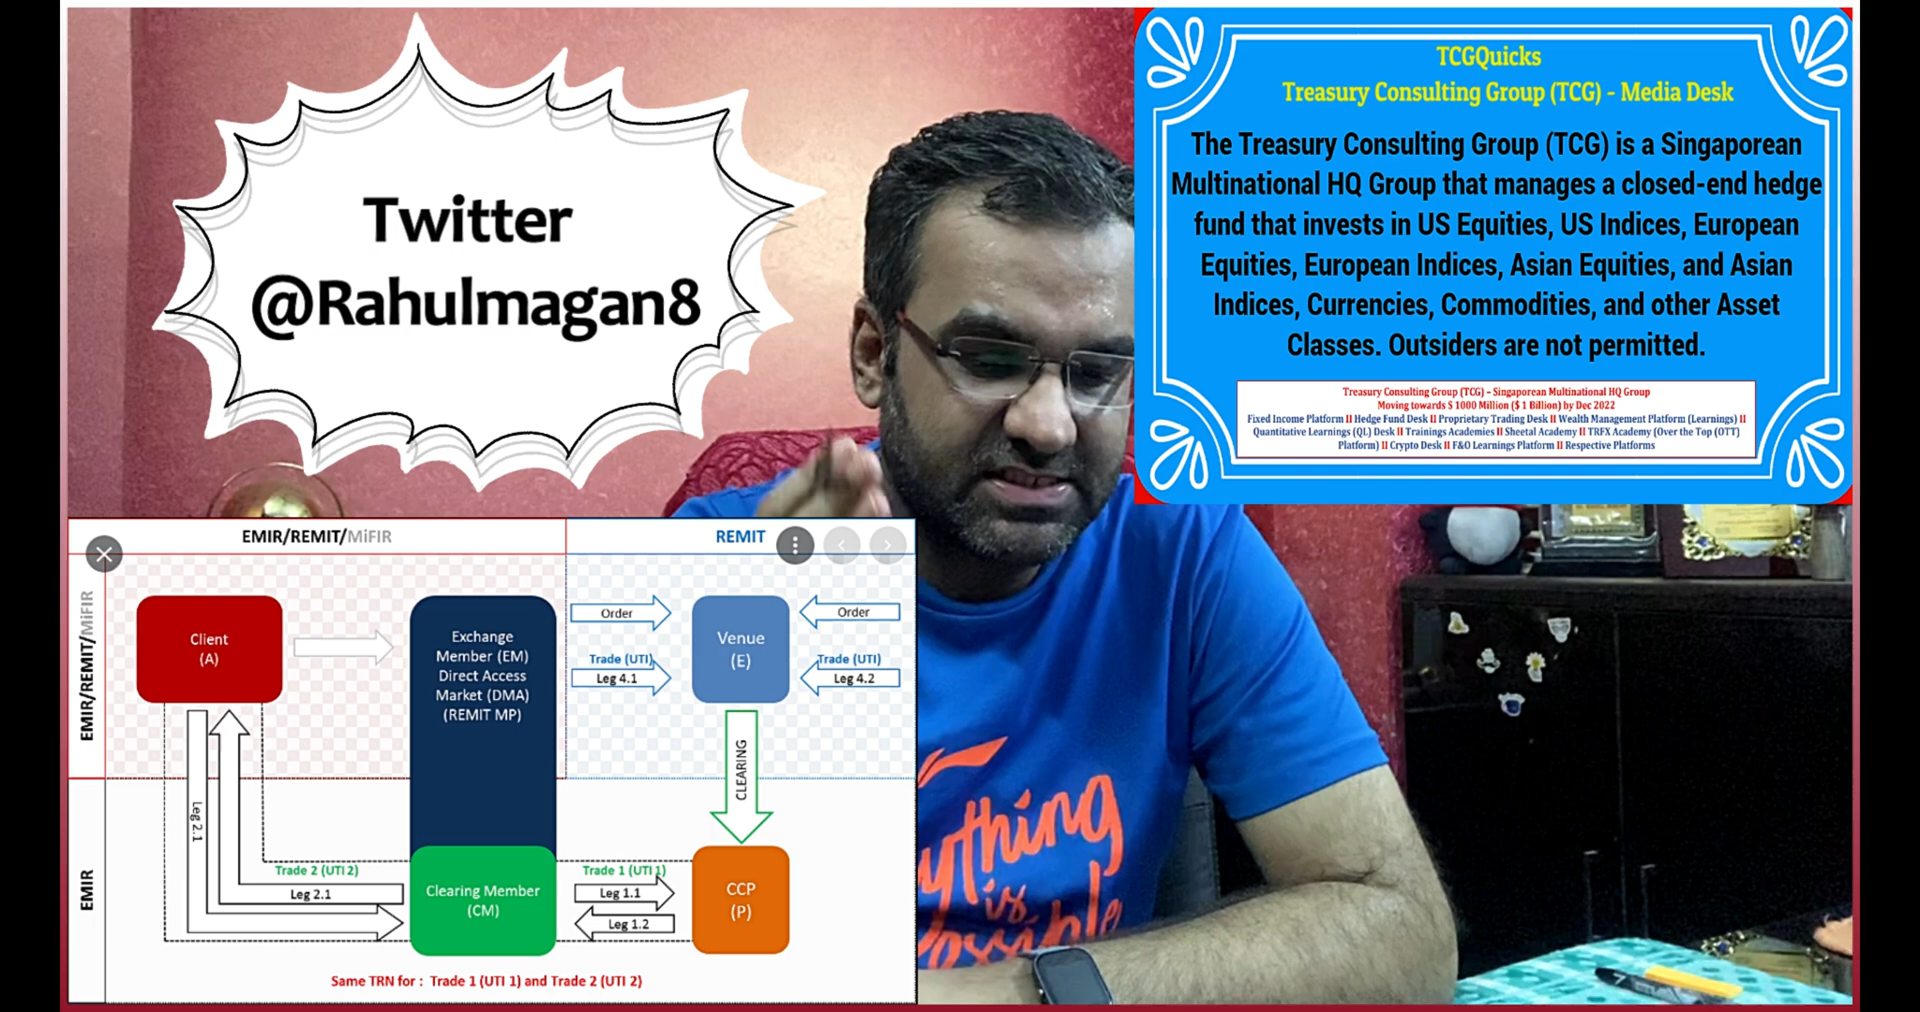 Twitter
@Rahulmagan8
TCGQuicks
Treasury Consulting Group (TCG) - Media Desk
The Treasury Consulting Group (TCG) is a Singaporean
Multinational HQ Group that manages a closed-end hedge
fund that invests in US Equities, US Indices, European
Equities, European Indices, Asian Equities, and Asian
Indices, Currencies, Commodities, and other Asset
Classes. Outsiders are not permitted.
Treasury Consulting Group (TCG) – Singaporean Multinational HQ Group
Moving towards $ 1000 Million ($ 1 Billion) by Dec 2022
Fixed Income Platform II Hedge Fund Desk II Proprietary Trading Desk II Wealth Management Platform (Learnings) II
Quantitative Learnings (QL) Desk II Trainings Academies II Sheetal Academy II TRFX Academy (Over the Top (OTT)
Platform) II Crypto Desk II F&O Learnings Platform II Respective Platforms
EMIR/REMIT/MiFIR
REMIT
EMIR/REMIT/MiFIR
Client
(A)
Exchange
Member (EM)
Direct Access
Market (DMA)
(REMIT MP)
Order
Trade (UTI)
Leg 4.1
Venue
(E)
Order
Trade (UTI)
Leg 4.2
CLEARING
EMIR
Leg 2.1
Trade 2 (UTI 2)
Leg 2.1
Clearing Member
(CM)
Trade 1 (UTI 1)
Leg 1.1
Leg 1.2
CCP
(P)
Same TRN for : Trade 1 (UTI 1) and Trade 2 (UTI 2)
ything
is